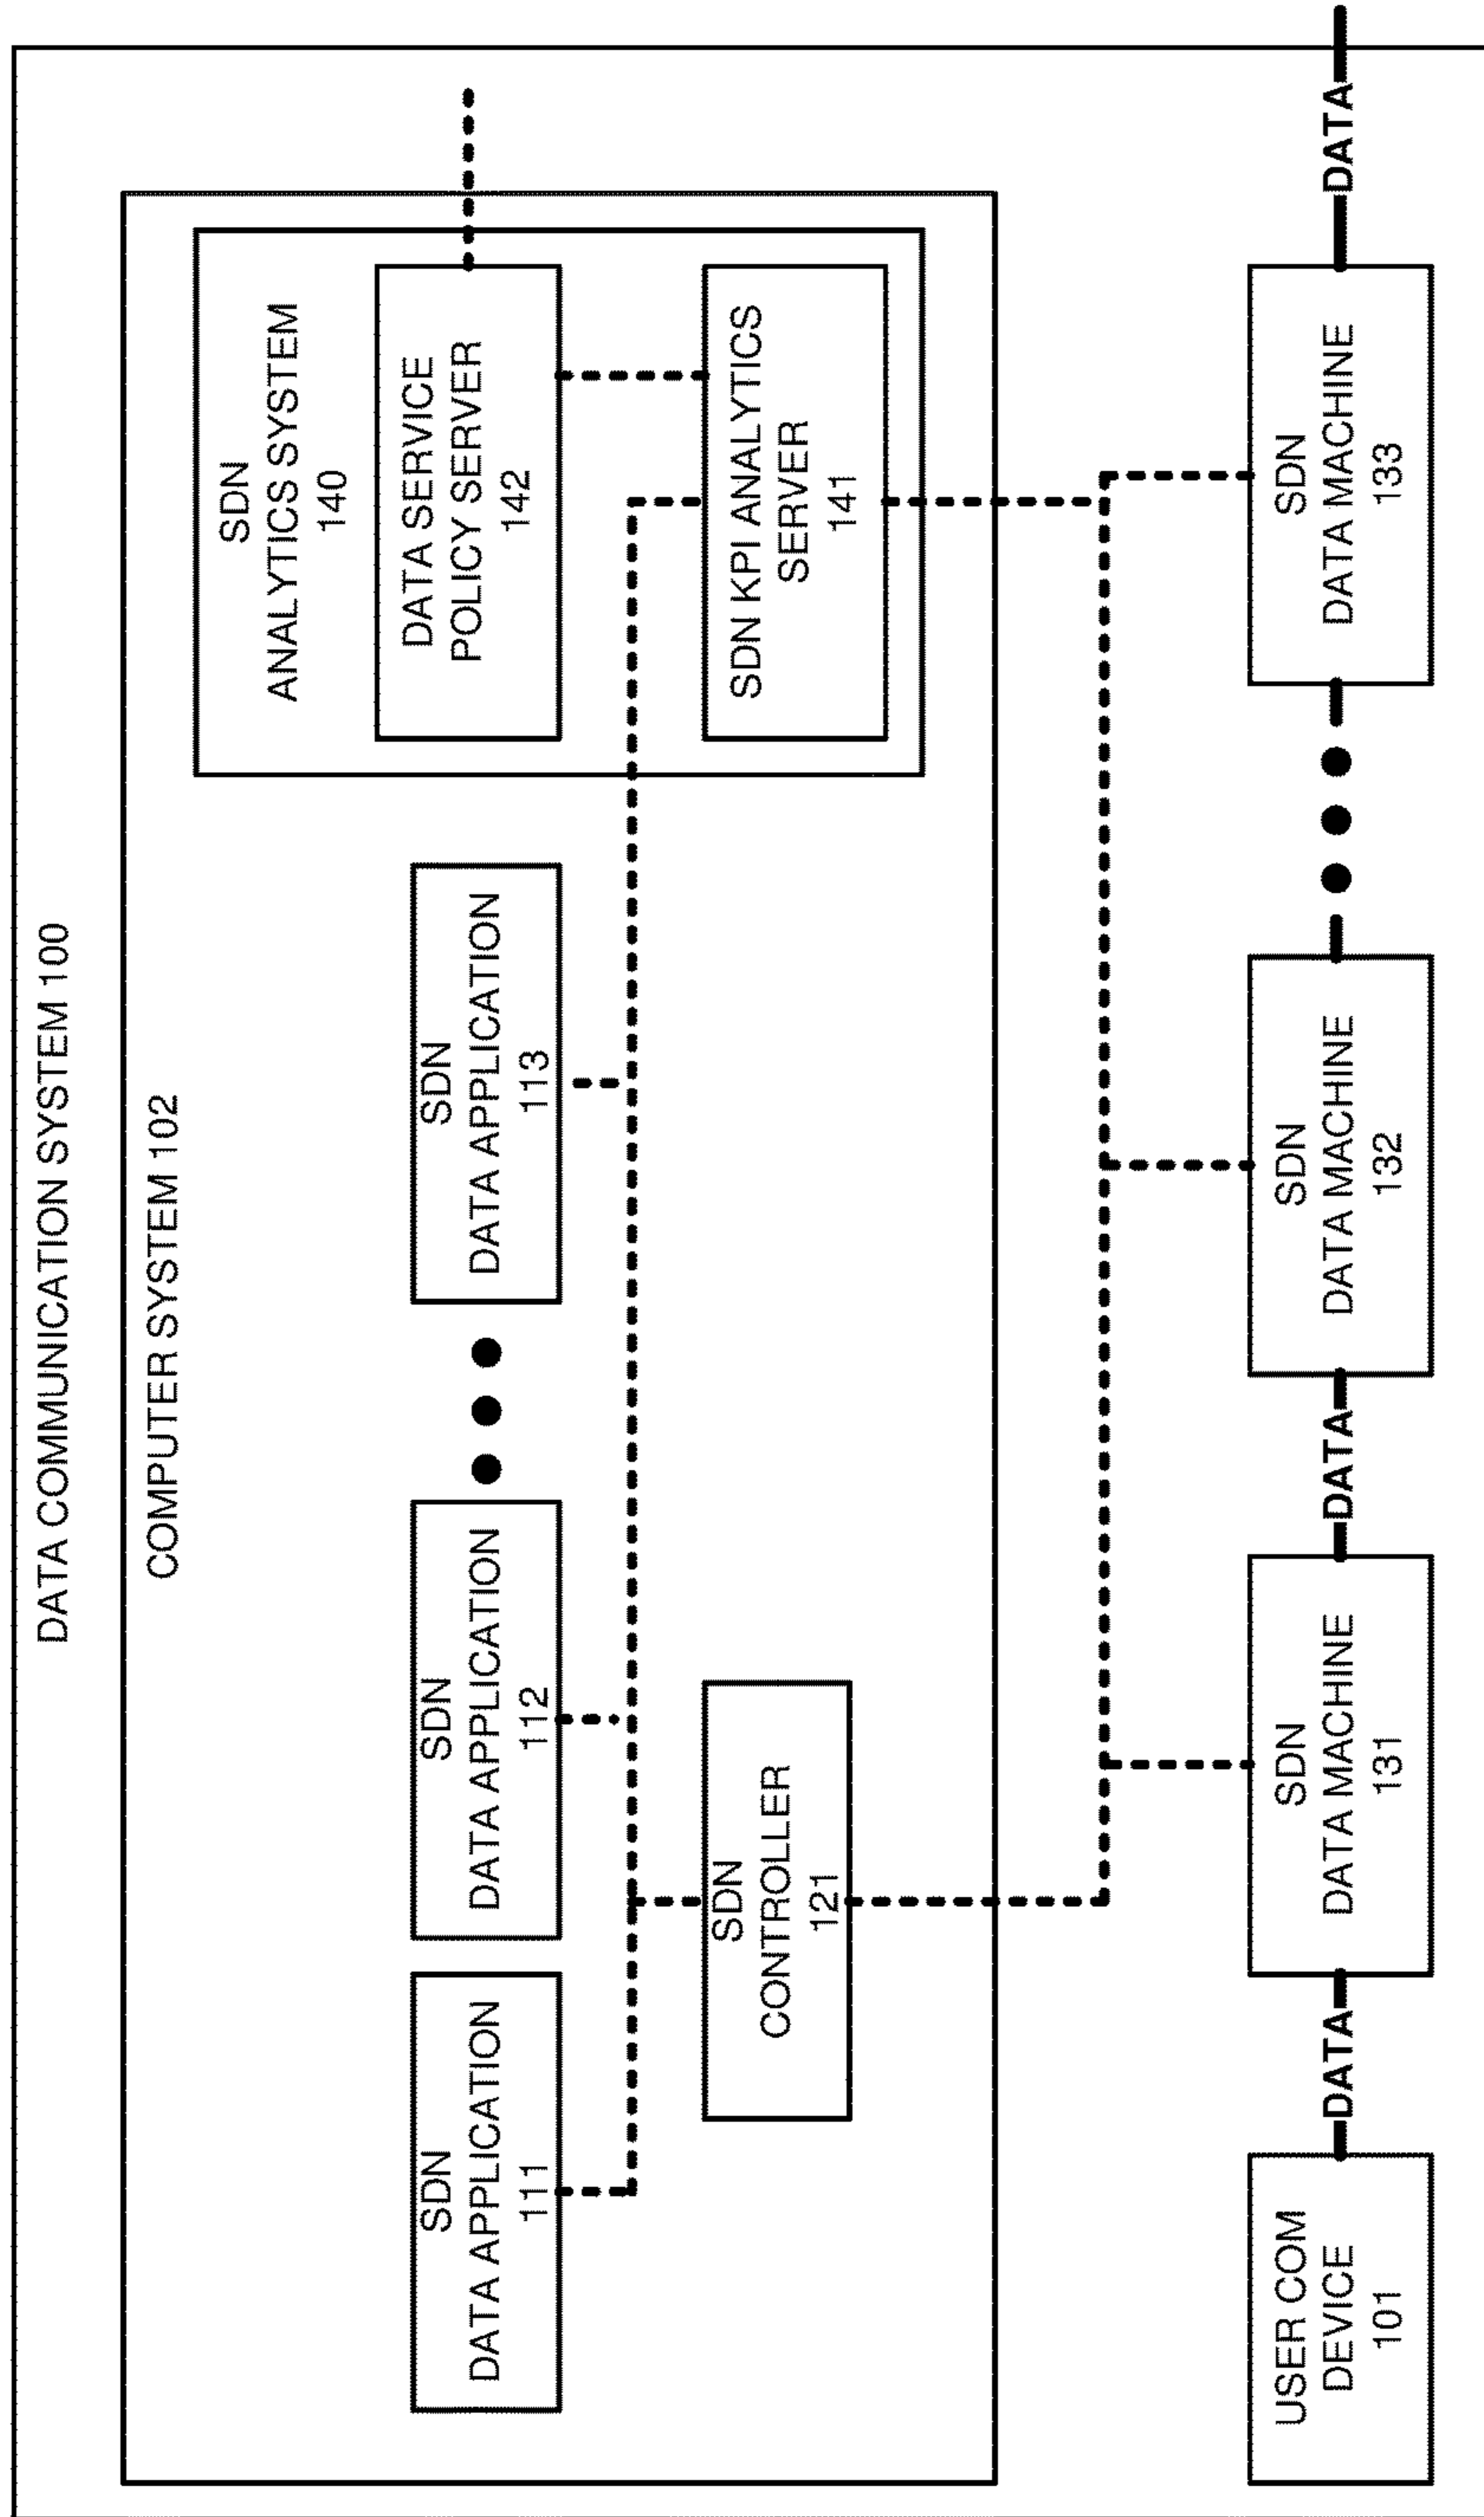 DATA COMMUNICATION SYSTEM 100
COMPUTER SYSTEM 102
SDN
DATA APPLICATION
111
SDN
DATA APPLICATION
112
SDN
DATA APPLICATION
113
SDN
ANALYTICS SYSTEM
140
DATA SERVICE
POLICY SERVER
142
SDN
CONTROLLER
121
SDN KPI ANALYTICS
SERVER
141
USER COM
DEVICE
101
DATA
SDN
DATA MACHINE
131
DATA
SDN
DATA MACHINE
132
SDN
DATA MACHINE
133
DATA